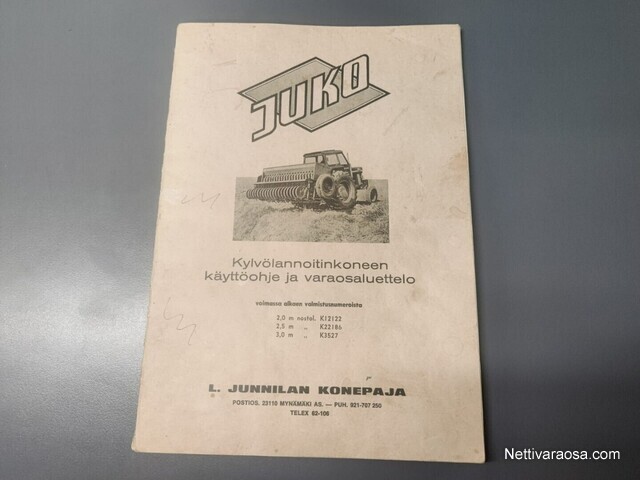 JUKO
Kylvölannoitinkoneen
käyttöohje ja varaosaluettelo
voimassa alkaen valmistusnumeroista
2,0 m nostol. K12122
2,5 m „ K22186
3,0 m „ K3527
L. JUNNILAN KONEPAJA
POSTIOS. 23110 MYNÄMÄKI AS. — PUH. 921-707 250
TELEX 62-106
Nettivaraosa.com